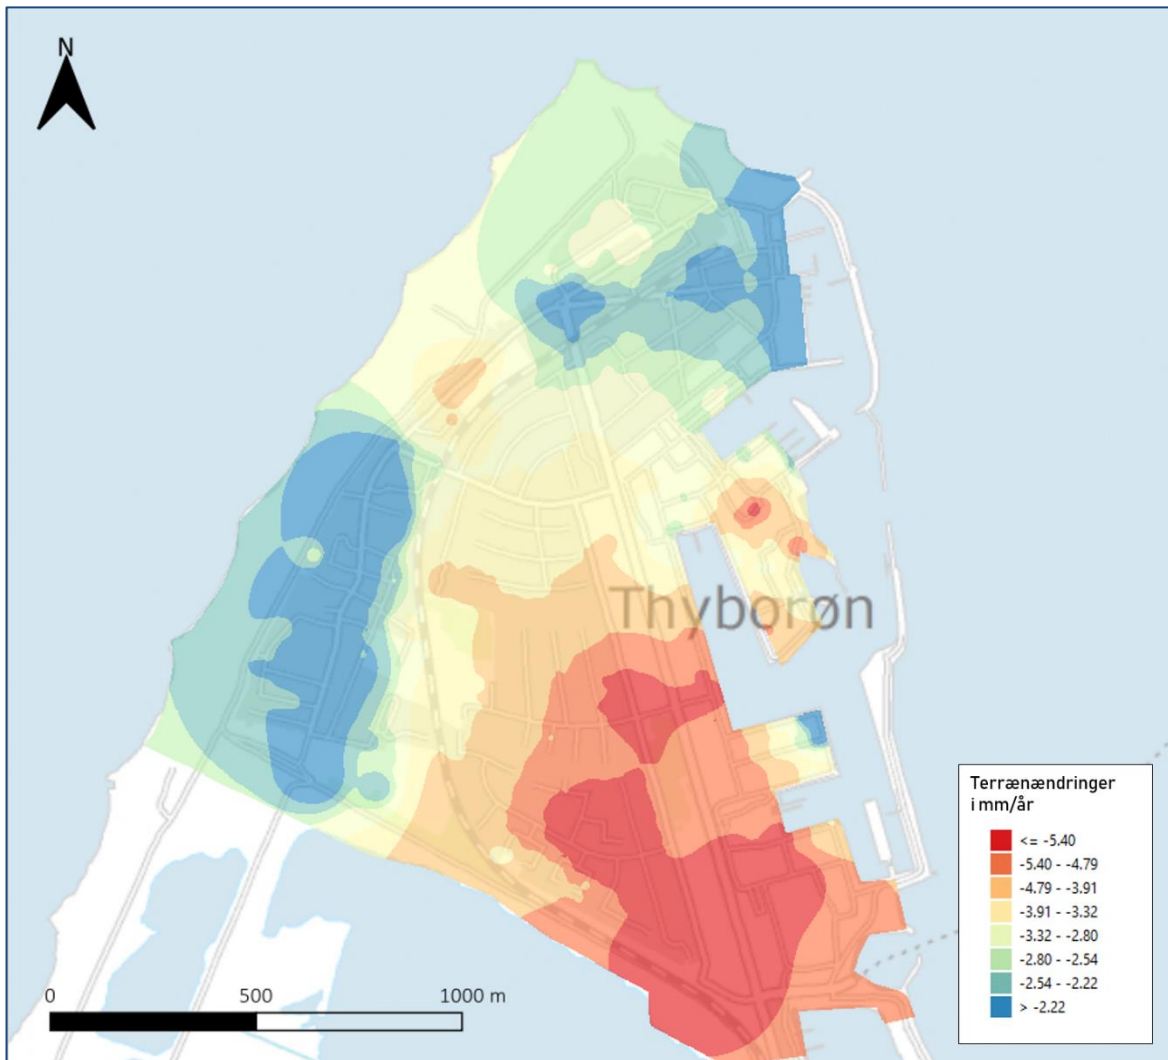 N
Thyborøn
Terrænændringer
i mm/år
<= -5.40
-5.40 - -4.79
-4.79 - -3.91
-3.91 - -3.32
-3.32 - -2.80
-2.80 - -2.54
-2.54 - -2.22
> -2.22
0 500 1000 m